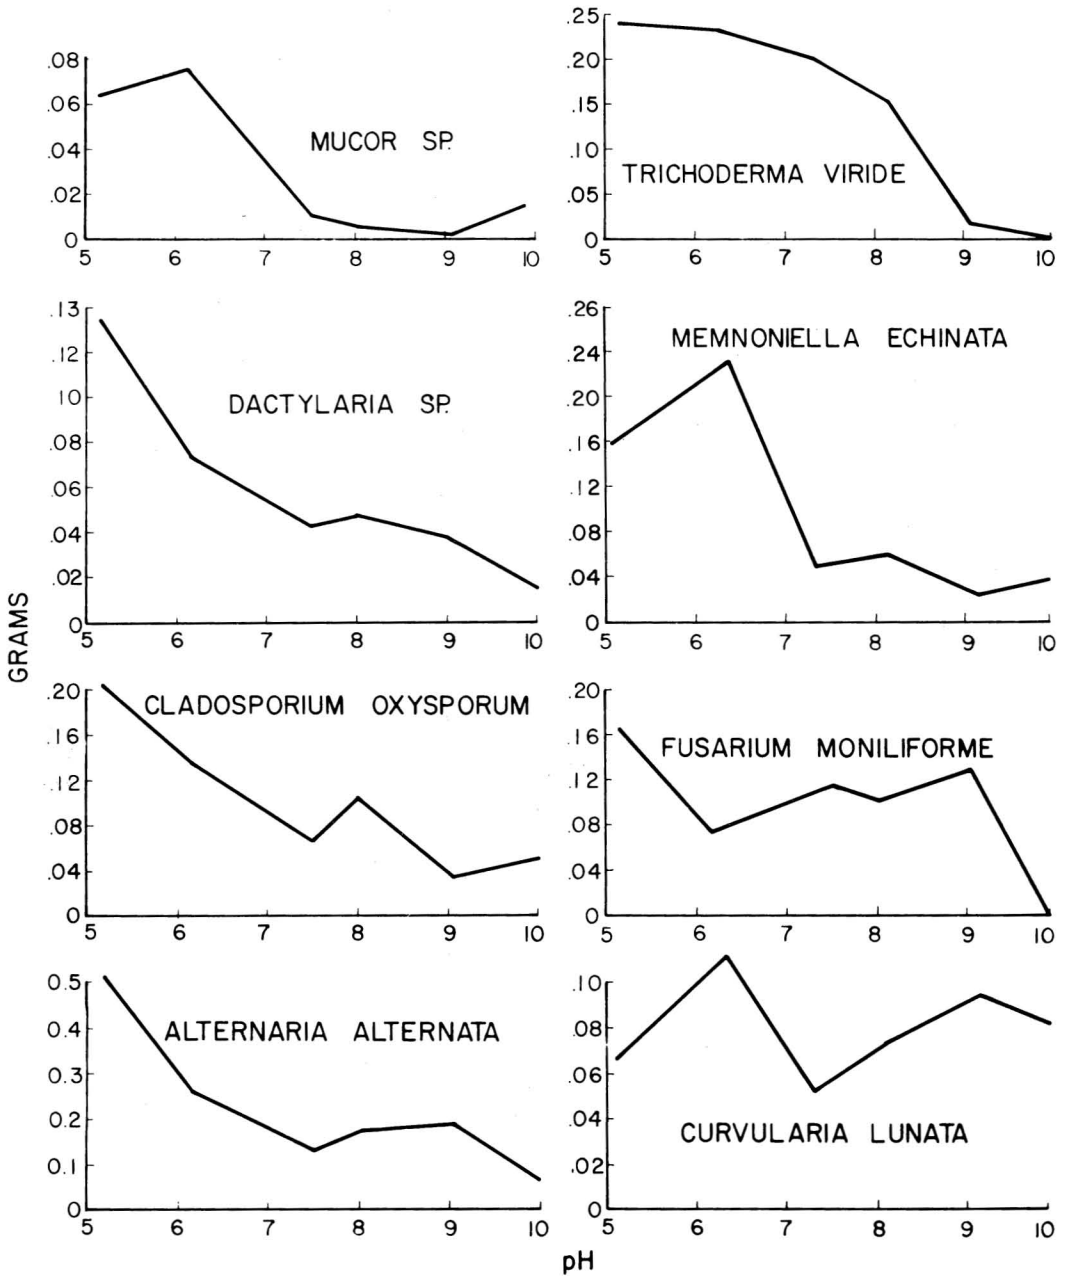 .08
.06
.04
.02
0
5 6 7 8 9 10
MUCOR SP.
.25
.20
.15
.10
.05
0
5 6 7 8 9 10
TRICHODERMA VIRIDE
.13
.12
.10
.08
.06
.04
.02
0
5 6 7 8 9 10
DACTYLARIA SP.
.26
.24
.20
.16
.12
.08
.04
0
5 6 7 8 9 10
MEMNONIELLA ECHINATA
GRAMS
.20
.16
.12
.08
.04
0
5 6 7 8 9 10
CLADOSPORIUM OXYSPORUM
.20
.16
.12
.08
.04
0
5 6 7 8 9 10
FUSARIUM MONILIFORME
0.5
0.4
0.3
0.2
0.1
0
5 6 7 8 9 10
ALTERNARIA ALTERNATA
.10
.08
.06
.04
.02
0
5 6 7 8 9 10
CURVULARIA LUNATA
pH